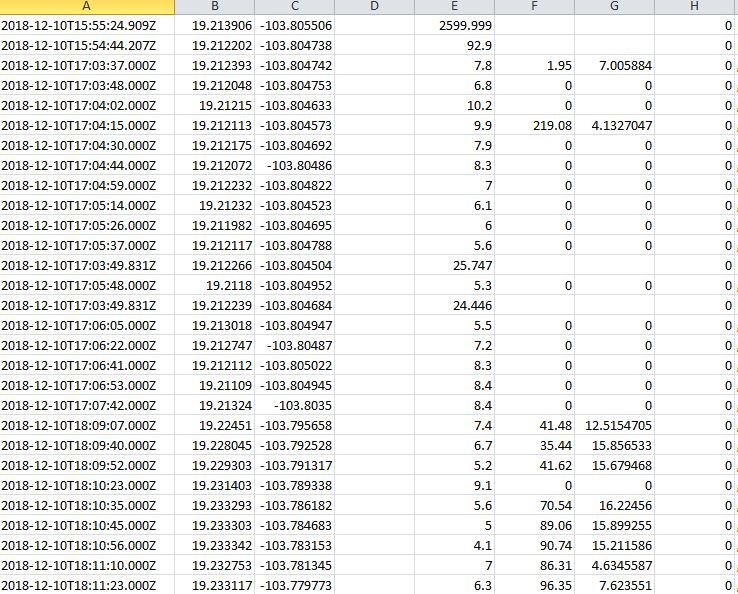 A B C D E F G H
2018-12-10T15:55:24.909Z 19.213906 -103.805506 2599.999 0
2018-12-10T15:54:44.207Z 19.212202 -103.804738 92.9 0
2018-12-10T17:03:37.000Z 19.212393 -103.804742 7.8 1.95 7.005884 0
2018-12-10T17:03:48.000Z 19.212048 -103.804753 6.8 0 0 0
2018-12-10T17:04:02.000Z 19.21215 -103.804633 10.2 0 0 0
2018-12-10T17:04:15.000Z 19.212113 -103.804573 9.9 219.08 4.1327047 0
2018-12-10T17:04:30.000Z 19.212175 -103.804692 7.9 0 0 0
2018-12-10T17:04:44.000Z 19.212072 -103.80486 8.3 0 0 0
2018-12-10T17:04:59.000Z 19.212232 -103.804822 7 0 0 0
2018-12-10T17:05:14.000Z 19.21232 -103.804523 6.1 0 0 0
2018-12-10T17:05:26.000Z 19.211982 -103.804695 6 0 0 0
2018-12-10T17:05:37.000Z 19.212117 -103.804788 5.6 0 0 0
2018-12-10T17:03:49.831Z 19.212266 -103.804504 25.747 0
2018-12-10T17:05:48.000Z 19.2118 -103.804952 5.3 0 0 0
2018-12-10T17:03:49.831Z 19.212239 -103.804684 24.446 0
2018-12-10T17:06:05.000Z 19.213018 -103.804947 5.5 0 0 0
2018-12-10T17:06:22.000Z 19.212747 -103.80487 7.2 0 0 0
2018-12-10T17:06:41.000Z 19.212112 -103.805022 8.3 0 0 0
2018-12-10T17:06:53.000Z 19.21109 -103.804945 8.4 0 0 0
2018-12-10T17:07:42.000Z 19.21324 -103.8035 8.4 0 0 0
2018-12-10T18:09:07.000Z 19.22451 -103.795658 7.4 41.48 12.5154705 0
2018-12-10T18:09:40.000Z 19.228045 -103.792528 6.7 35.44 15.856533 0
2018-12-10T18:09:52.000Z 19.229303 -103.791317 5.2 41.62 15.679468 0
2018-12-10T18:10:23.000Z 19.231403 -103.789338 9.1 0 0 0
2018-12-10T18:10:35.000Z 19.233293 -103.786182 5.6 70.54 16.22456 0
2018-12-10T18:10:45.000Z 19.233303 -103.784683 5 89.06 15.899255 0
2018-12-10T18:10:56.000Z 19.233342 -103.783153 4.1 90.74 15.211586 0
2018-12-10T18:11:10.000Z 19.232753 -103.781345 7 86.31 4.6345587 0
2018-12-10T18:11:23.000Z 19.233117 -103.779773 6.3 96.35 7.623551 0